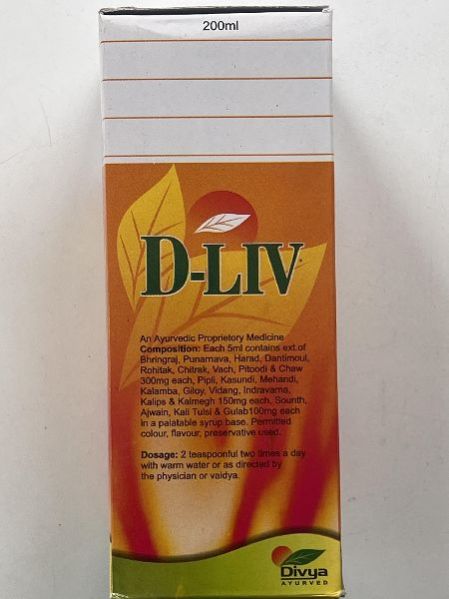 200ml
D-LIV
An Ayurvedic Proprietory Medicine
Composition: Each 5ml contains ext.of
Bhringraj, Punarnava, Harad, Dantimoul,
Rohitak, Chitrak, Vach, Pitoodi & Chaw
300mg each, Pipli, Kasundi, Mehandi,
Kalamba, Giloy, Vidang, Indravarna,
Kalips & Kalmegh 150mg each, Sounth,
Ajwain, Kali Tulsi & Gulab100mg each
in a palatable syrup base. Permitted
colour, flavour, preservative used.
Dosage: 2 teaspoonful two times a day
with warm water or as directed by
the physician or vaidya.
Divya
AYURVED